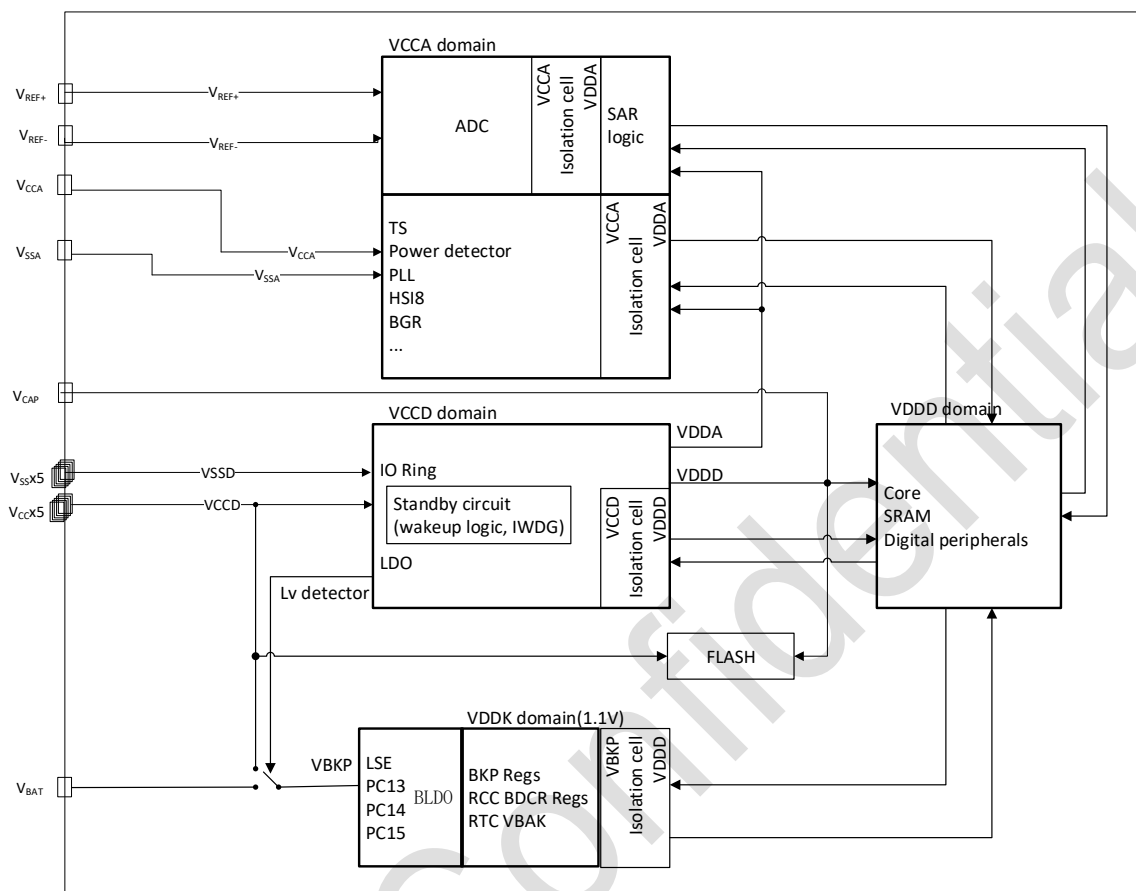 VCCA domain
VREF+
VREF+
ADC
VCCA
Isolation cell
VDDA
SAR
logic
VREF-
VREF-
VCCA
VCCA
VSSA
VSSA
TS
Power detector
PLL
HSI8
BGR
...
VCCA
Isolation cell
VDDA
VCAP
VCCD domain
VDDA
VDDD domain
VSSx5
VSSD
IO Ring
VDDD
VCCx5
VCCD
Standby circuit
(wakeup logic, IWDG)
LDO
Lv detector
VCCD
Isolation cell
VDDD
Core
SRAM
Digital peripherals
FLASH
VDDK domain(1.1V)
VBAT
VBKP
LSE
PC13
PC14
PC15
BLDO
BKP Regs
RCC BDCR Regs
RTC VBAK
VBKP
Isolation cell
VDDD
Confidential